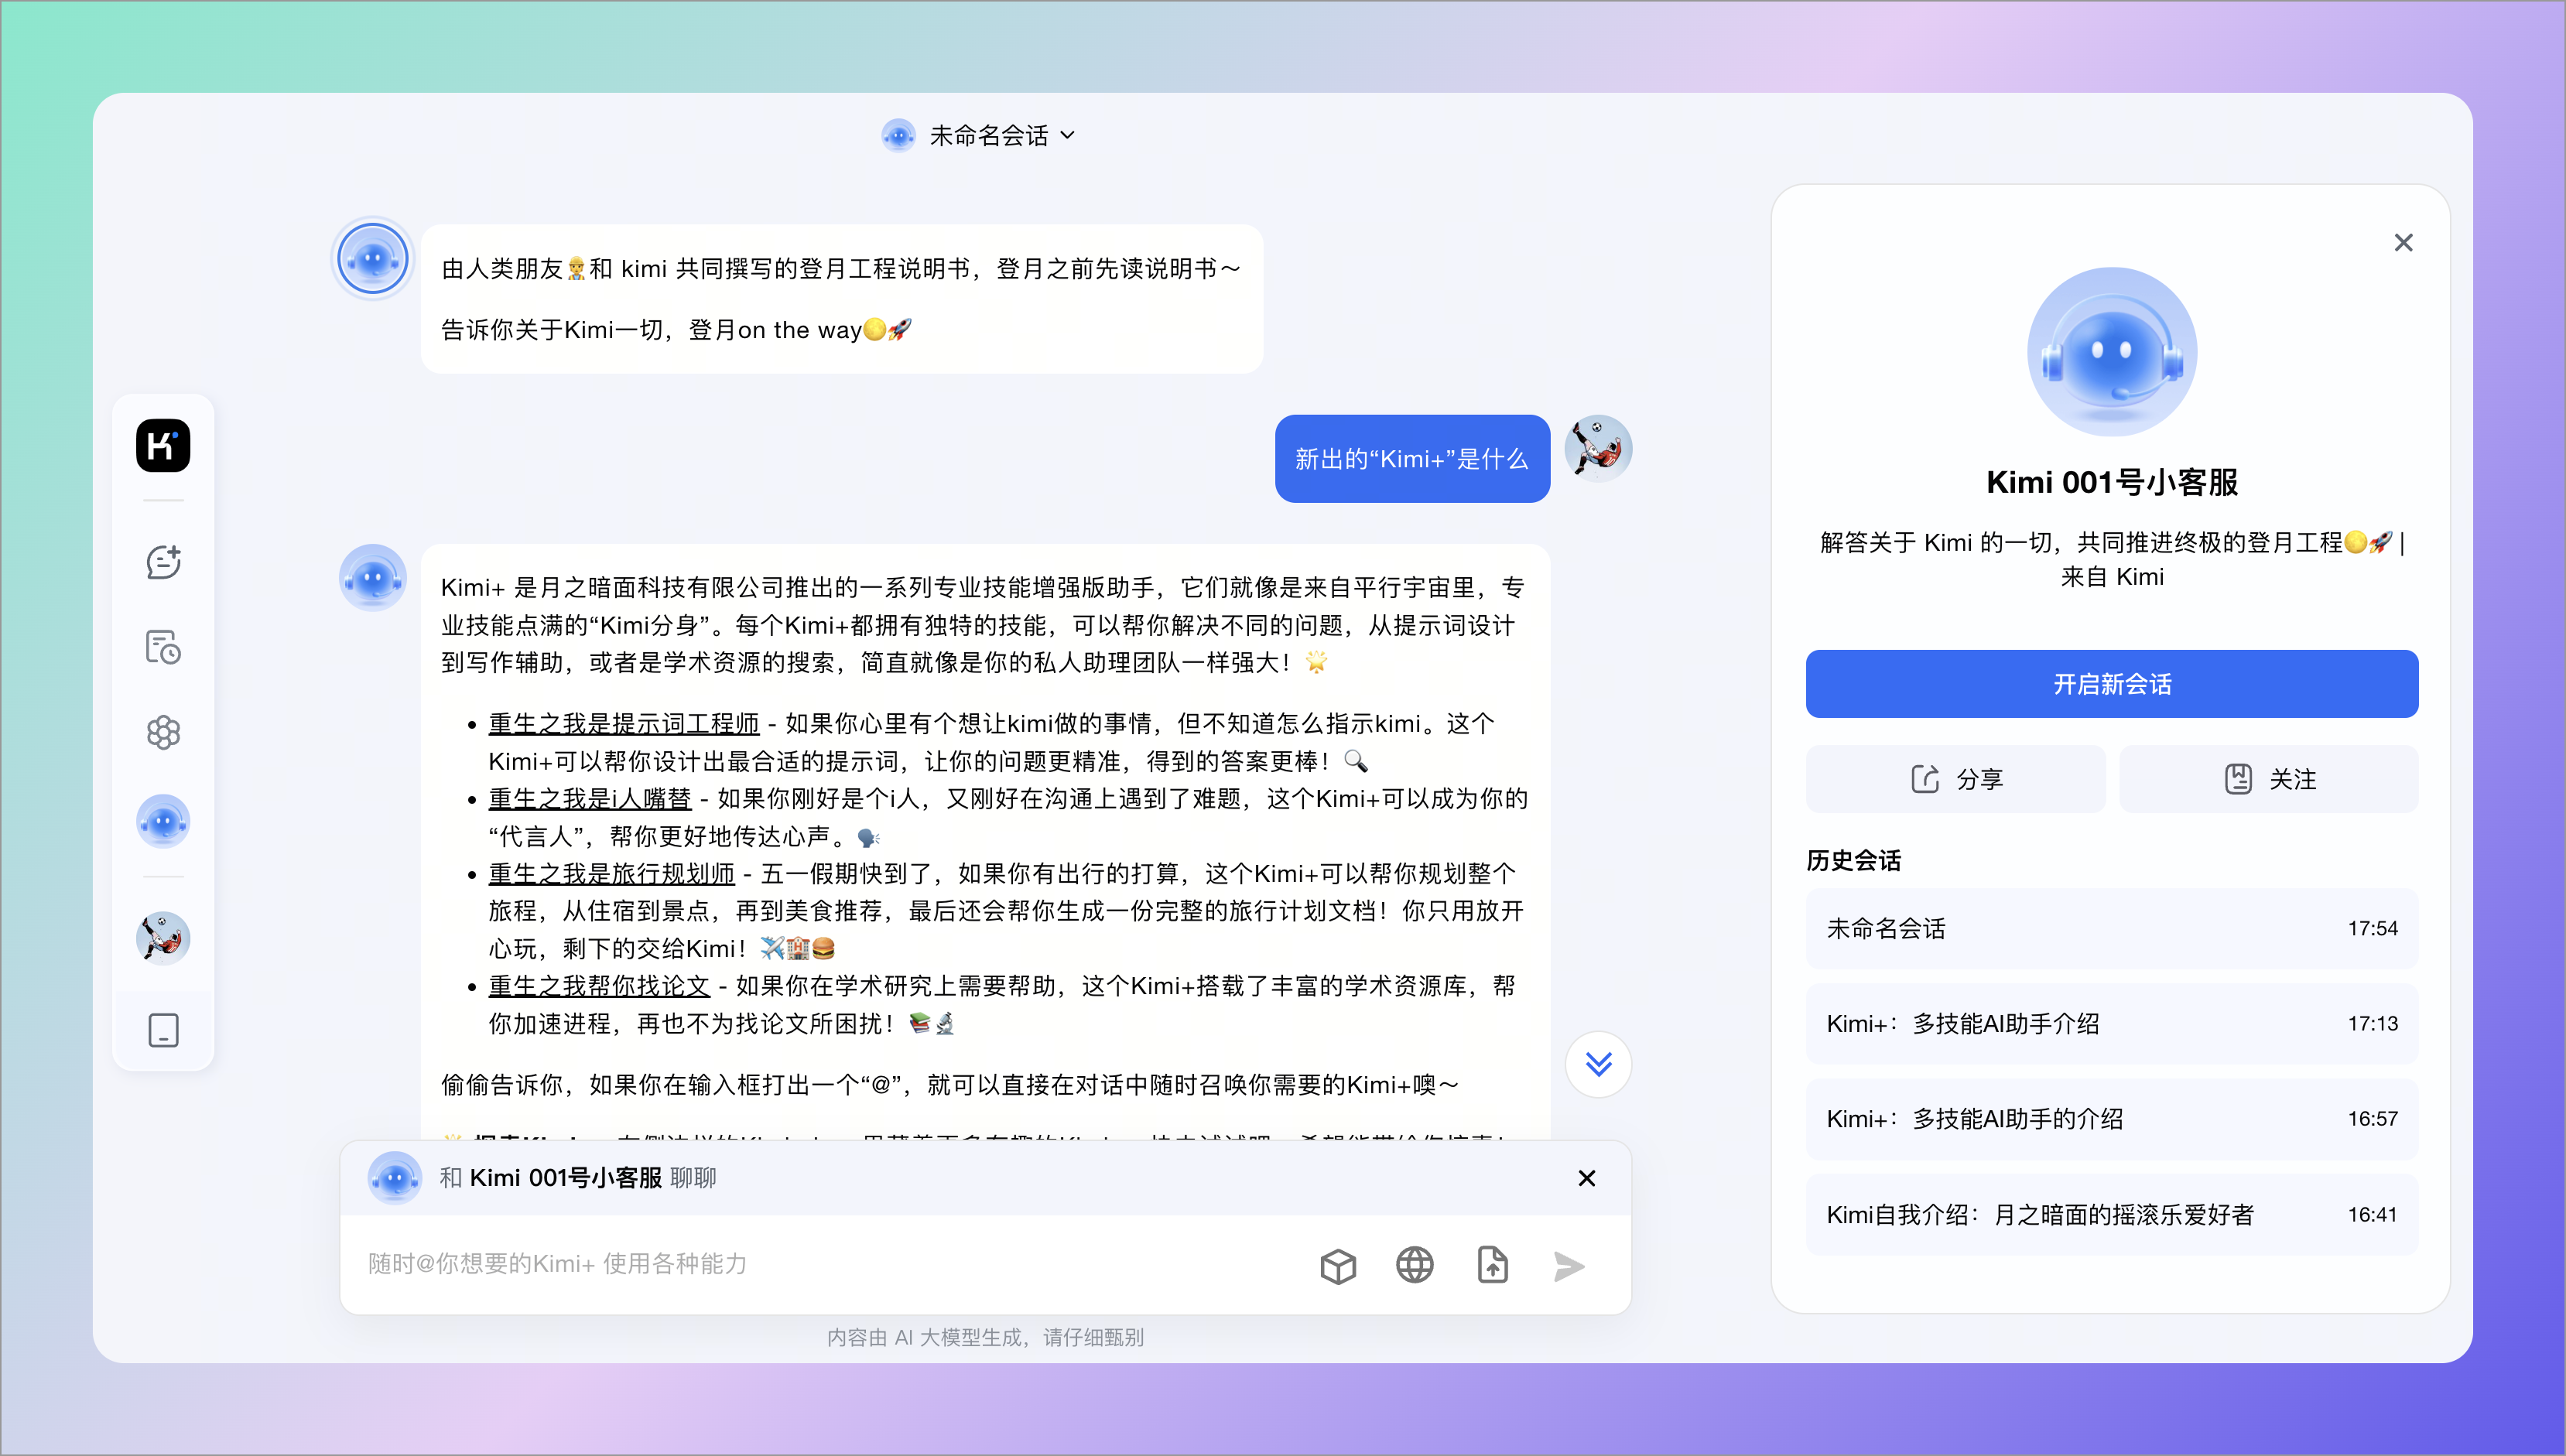 未命名会话
由人类朋友👷和 kimi 共同撰写的登月工程说明书，登月之前先读说明书～
告诉你关于Kimi一切，登月on the way🌕🚀
新出的“Kimi+”是什么
Kimi+ 是月之暗面科技有限公司推出的一系列专业技能增强版助手，它们就像是来自平行宇宙里，专
业技能点满的“Kimi分身”。每个Kimi+都拥有独特的技能，可以帮你解决不同的问题，从提示词设计
到写作辅助，或者是学术资源的搜索，简直就像是你的私人助理团队一样强大！🌟
• 重生之我是提示词工程师 - 如果你心里有个想让kimi做的事情，但不知道怎么指示kimi。这个
Kimi+可以帮你设计出最合适的提示词，让你的问题更精准，得到的答案更棒！🔍
• 重生之我是i人嘴替 - 如果你刚好是个i人，又刚好在沟通上遇到了难题，这个Kimi+可以成为你的
“代言人”，帮你更好地传达心声。🗣
• 重生之我是旅行规划师 - 五一假期快到了，如果你有出行的打算，这个Kimi+可以帮你规划整个
旅程，从住宿到景点，再到美食推荐，最后还会帮你生成一份完整的旅行计划文档！你只用放开
心玩，剩下的交给Kimi！✈️🏨🍔
• 重生之我帮你找论文 - 如果你在学术研究上需要帮助，这个Kimi+搭载了丰富的学术资源库，帮
你加速进程，再也不为找论文所困扰！📚🔬
偷偷告诉你，如果你在输入框打出一个“@”，就可以直接在对话中随时召唤你需要的Kimi+噢～
和 Kimi 001号小客服 聊聊
随时@你想要的Kimi+ 使用各种能力
内容由 AI 大模型生成，请仔细甄别
Kimi 001号小客服
解答关于 Kimi 的一切，共同推进终极的登月工程🌕🚀 |
来自 Kimi
开启新会话
分享
关注
历史会话
未命名会话 17:54
Kimi+：多技能AI助手介绍 17:13
Kimi+：多技能AI助手的介绍 16:57
Kimi自我介绍：月之暗面的摇滚乐爱好者 16:41